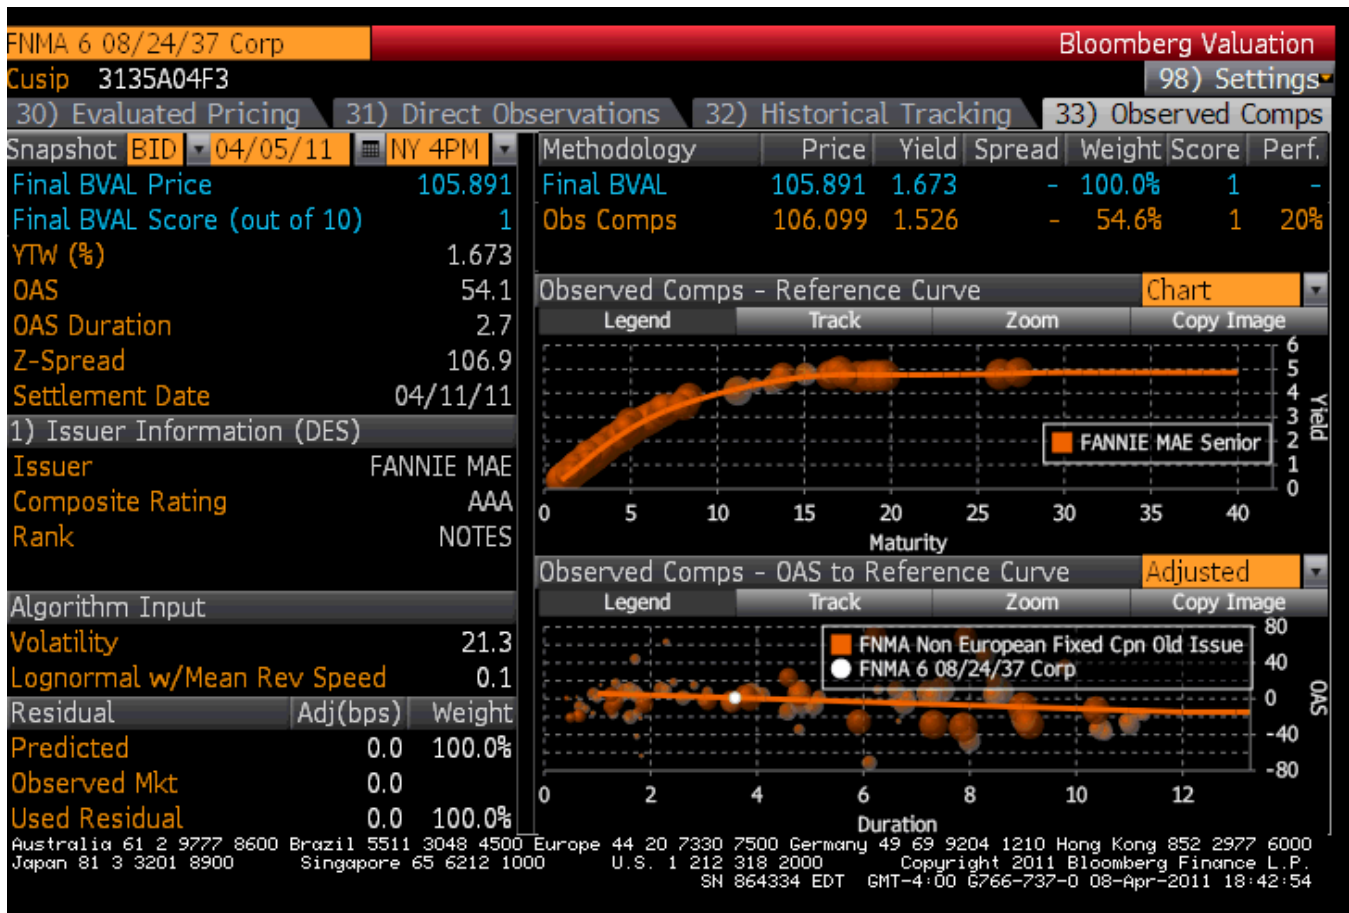 FNMA 6 08/24/37 Corp Bloomberg Valuation
Cusip 3135A04F3 98) Settings
30) Evaluated Pricing 31) Direct Observations 32) Historical Tracking 33) Observed Comps
Snapshot BID 04/05/11 NY 4PM
Final BVAL Price 105.891
Final BVAL Score (out of 10) 1
YTW (%) 1.673
OAS 54.1
OAS Duration 2.7
Z-Spread 106.9
Settlement Date 04/11/11
1) Issuer Information (DES)
Issuer FANNIE MAE
Composite Rating AAA
Rank NOTES
Algorithm Input
Volatility 21.3
Lognormal w/Mean Rev Speed 0.1
Residual Adj(bps) Weight
Predicted 0.0 100.0%
Observed Mkt 0.0
Used Residual 0.0 100.0%
Methodology Price Yield Spread Weight Score Perf.
Final BVAL 105.891 1.673 - 100.0% 1 -
Obs Comps 106.099 1.526 - 54.6% 1 20%
Observed Comps - Reference Curve Chart
Legend Track Zoom Copy Image
6
5
4
3
2
1
0
Yield
FANNIE MAE Senior
0 5 10 15 20 25 30 35 40
Maturity
Observed Comps - OAS to Reference Curve Adjusted
Legend Track Zoom Copy Image
FNMA Non European Fixed Cpn Old Issue
FNMA 6 08/24/37 Corp
80
40
0
-40
-80
OAS
0 2 4 6 8 10 12
Duration
Australia 61 2 9777 8600 Brazil 5511 3048 4500 Europe 44 20 7330 7500 Germany 49 69 9204 1210 Hong Kong 852 2977 6000
Japan 81 3 3201 8900 Singapore 65 6212 1000 U.S. 1 212 318 2000 Copyright 2011 Bloomberg Finance L.P.
SN 864334 EDT GMT-4:00 G766-737-0 08-Apr-2011 18:42:54